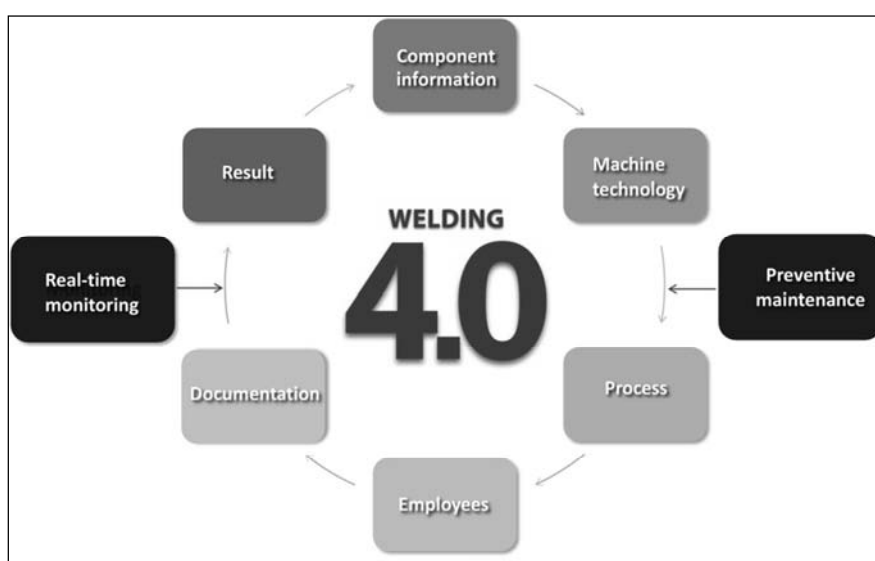 Component
information
Result
Machine
technology
WELDING
4.0
Real-time
monitoring
Preventive
maintenance
Documentation
Process
Employees